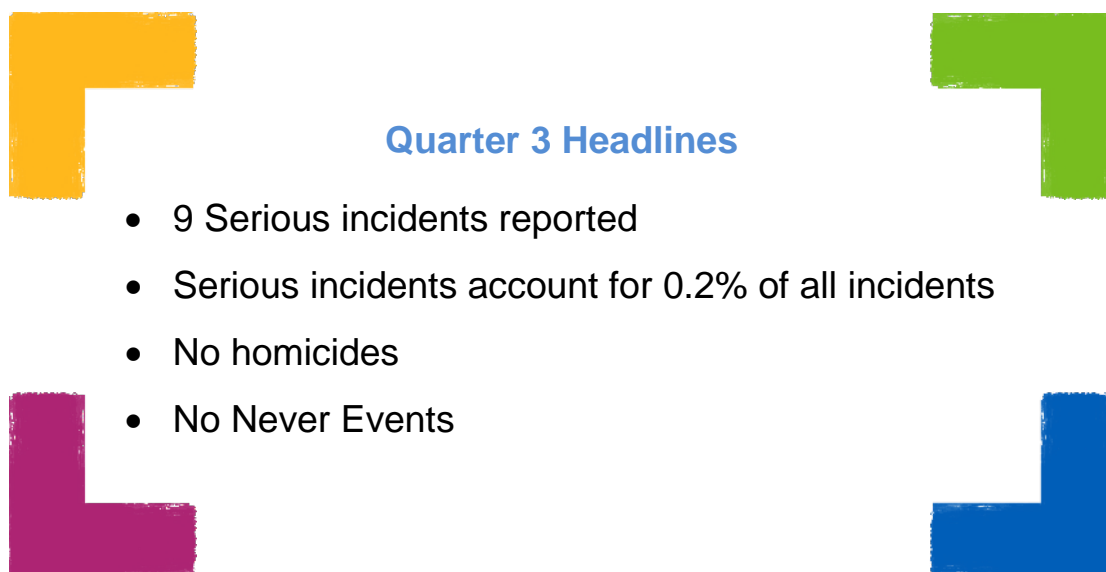 Quarter 3 Headlines
• 9 Serious incidents reported
• Serious incidents account for 0.2% of all incidents
• No homicides
• No Never Events